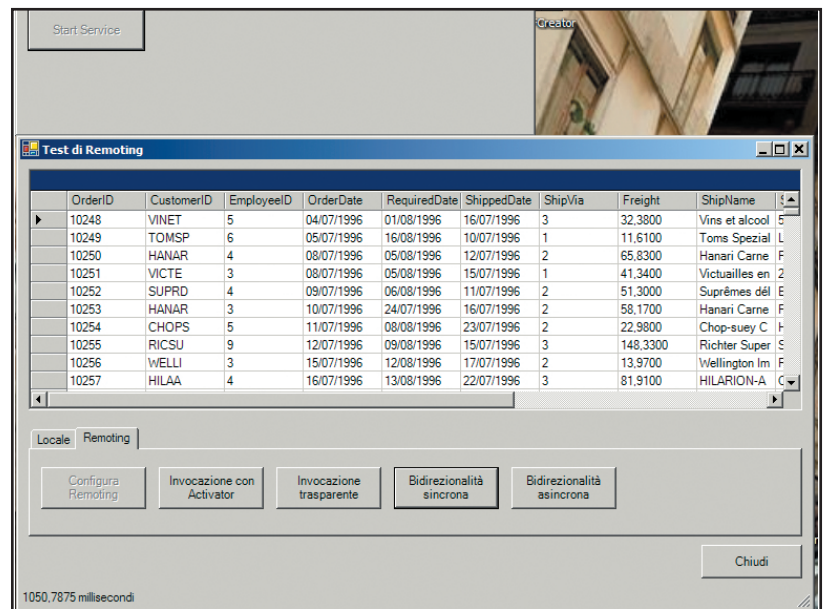 Start Service
Creator
Test di Remoting
OrderID CustomerID EmployeeID OrderDate RequiredDate ShippedDate ShipVia Freight ShipName
10248 VINET 5 04/07/1996 01/08/1996 16/07/1996 3 32,3800 Vins et alcool 5
10249 TOMSP 6 05/07/1996 16/08/1996 10/07/1996 1 11,6100 Toms Spezial L
10250 HANAR 4 08/07/1996 05/08/1996 12/07/1996 2 65,8300 Hanari Carne
10251 VICTE 3 08/07/1996 05/08/1996 15/07/1996 1 41,3400 Victuailles en 2
10252 SUPRD 4 09/07/1996 06/08/1996 11/07/1996 2 51,3000 Suprêmes dél
10253 HANAR 3 10/07/1996 24/07/1996 16/07/1996 2 58,1700 Hanari Carne
10254 CHOPS 5 11/07/1996 08/08/1996 23/07/1996 2 22,9800 Chop-suey C
10255 RICSU 9 12/07/1996 09/08/1996 15/07/1996 3 148,3300 Richter Super
10256 WELLI 3 15/07/1996 12/08/1996 17/07/1996 2 13,9700 Wellington Im
10257 HILAA 4 16/07/1996 13/08/1996 22/07/1996 3 81,9100 HILARION-A
Locale Remoting
Configura Remoting
Invocazione con Activator
Invocazione trasparente
Bidirezionalità sincrona
Bidirezionalità asincrona
Chiudi
1050,7875 millisecondi